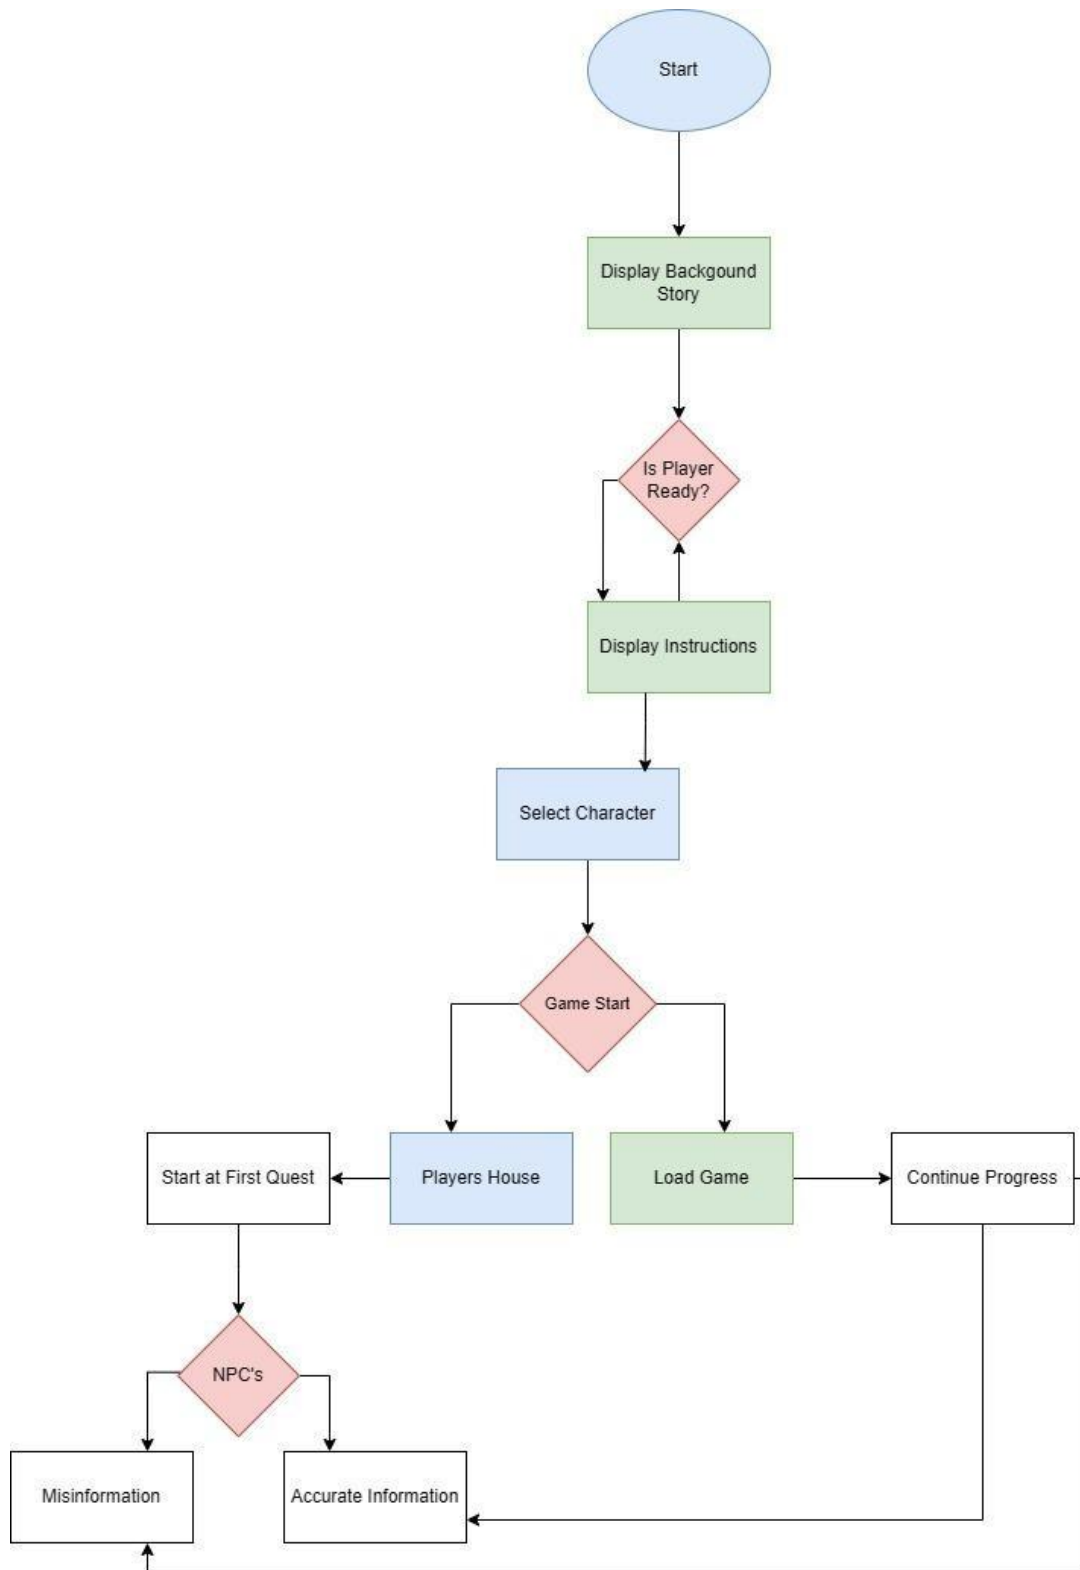 Start
Display Backgound
Story
Is Player
Ready?
Display Instructions
Select Character
Game Start
Start at First Quest
Players House
Load Game
Continue Progress
NPC's
Misinformation
Accurate Information